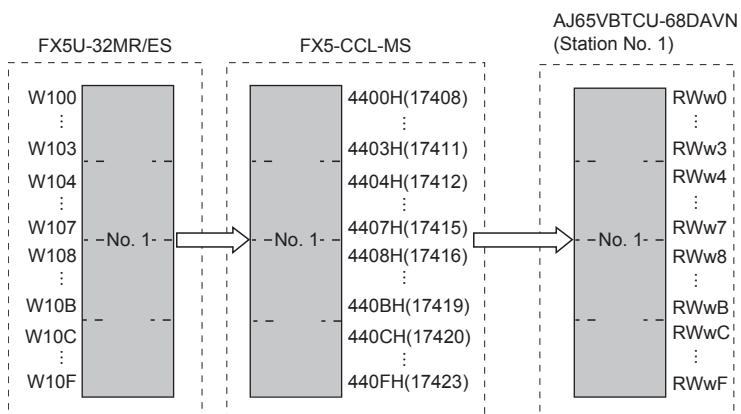 FX5U-32MR/ES
W100
⋮
W103
W104
⋮
W107
W108
⋮
W10B
W10C
⋮
W10F
No. 1
FX5-CCL-MS
No. 1
4400H(17408)
⋮
4403H(17411)
4404H(17412)
⋮
4407H(17415)
4408H(17416)
⋮
440BH(17419)
440CH(17420)
⋮
440FH(17423)
AJ65VBTCU-68DAVN
(Station No. 1)
No. 1
RWw0
⋮
RWw3
RWw4
⋮
RWw7
RWw8
⋮
RWwB
RWwC
⋮
RWwF